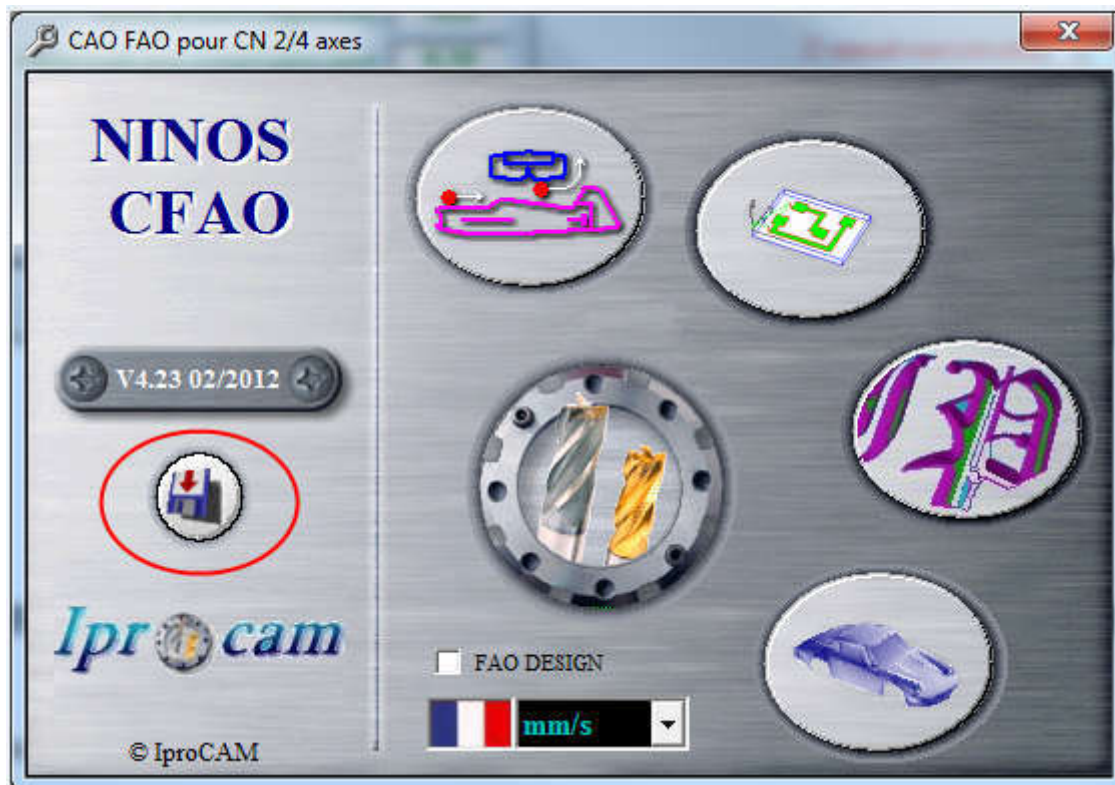 CAO FAO pour CN 2/4 axes
NINOS
CFAO
V4.23 02/2012
Ipr cam
© IproCAM
FAO DESIGN
mm/s